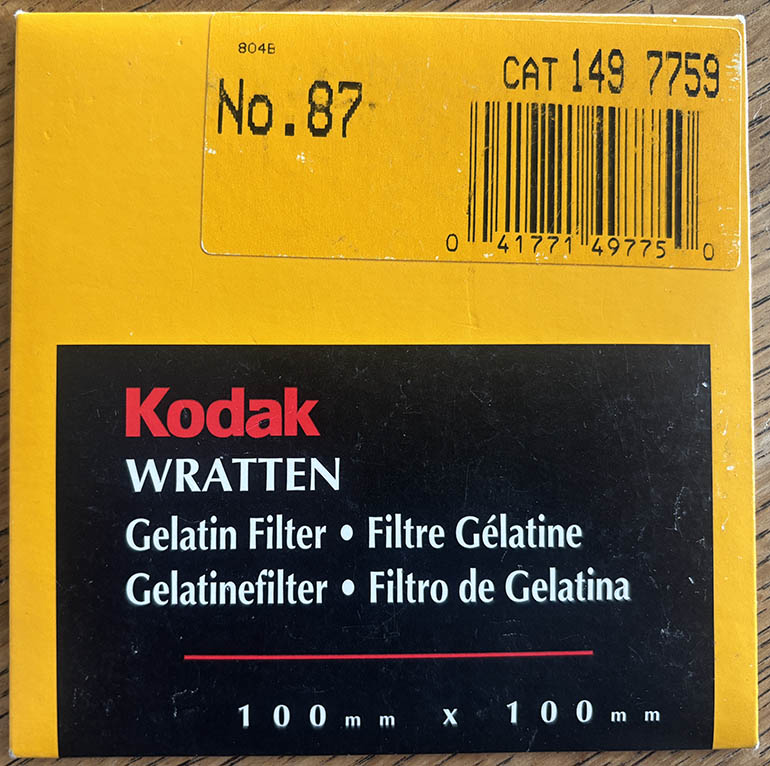 804B
No.87
CAT 149 7759
0 41771 49775 0
Kodak
WRATTEN
Gelatin Filter • Filtre Gélatine
Gelatinefilter • Filtro de Gelatina
100mm x 100mm